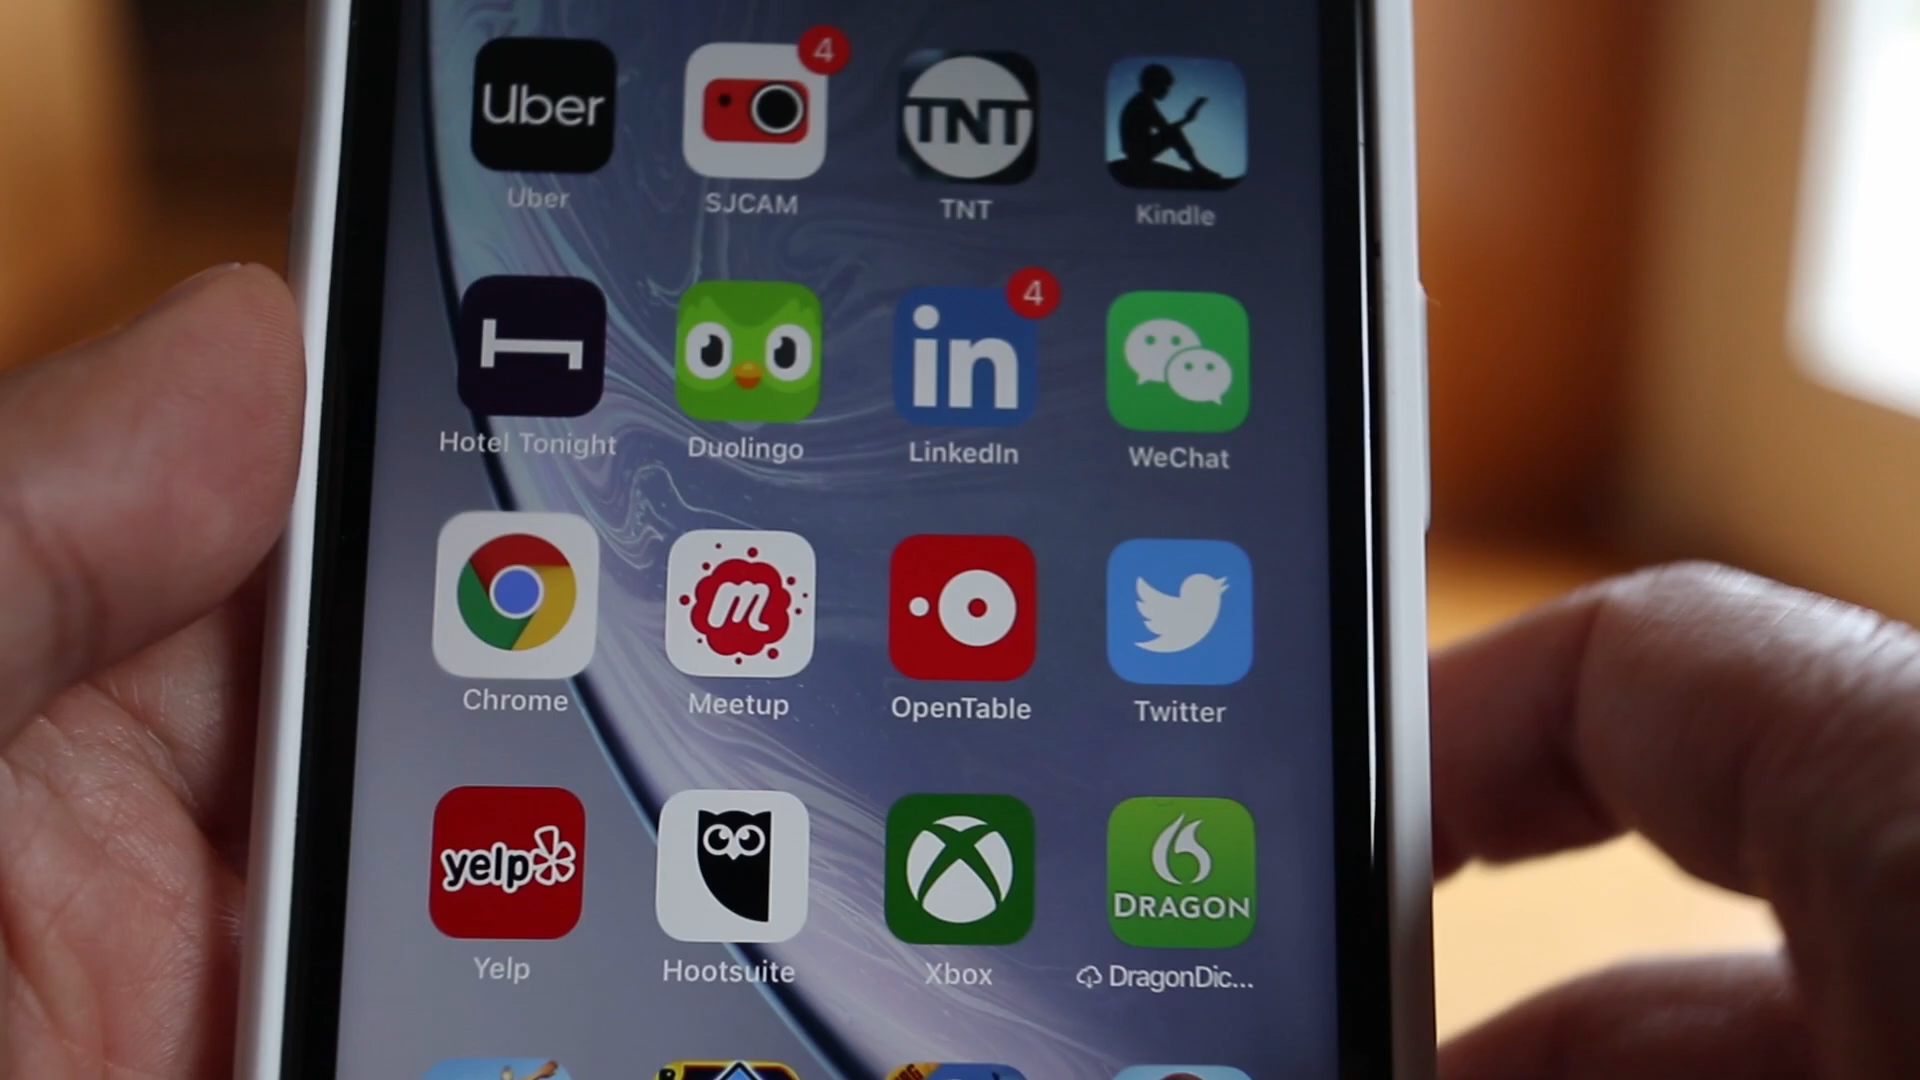 Uber
4
TNT
Uber
SJCAM
TNT
Kindle
4
in
Hotel Tonight
Duolingo
LinkedIn
WeChat
m
Chrome
Meetup
OpenTable
Twitter
yelp
DRAGON
Yelp
Hootsuite
Xbox
DragonDic...